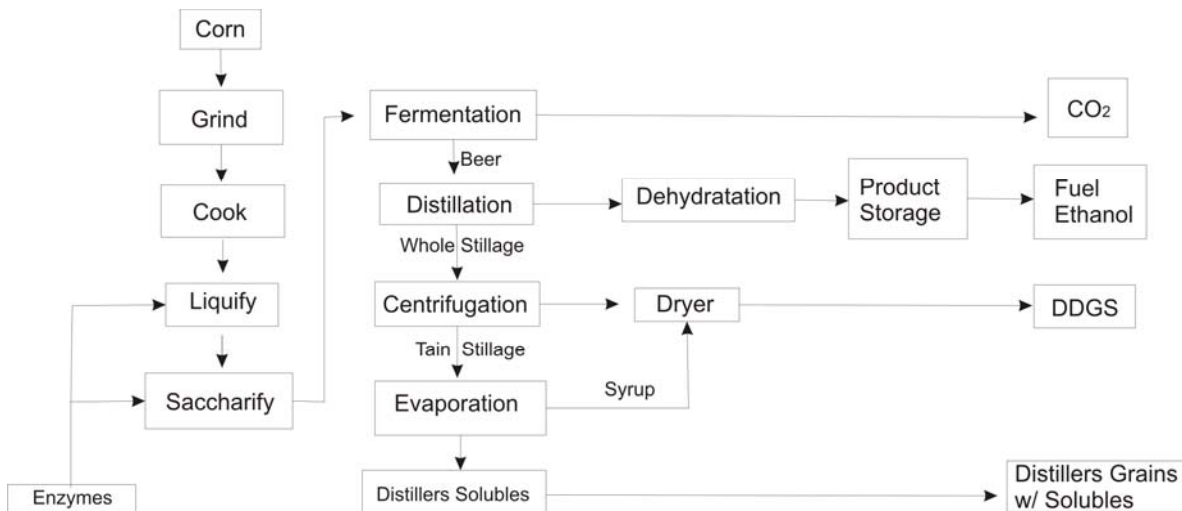 Corn
Grind
Cook
Liquify
Saccharify
Enzymes
Fermentation
CO₂
Beer
Distillation
Dehydratation
Product
Storage
Fuel
Ethanol
Whole Stillage
Centrifugation
Dryer
DDGS
Tain Stillage
Evaporation
Syrup
Distillers Solubles
Distillers Grains
w/ Solubles